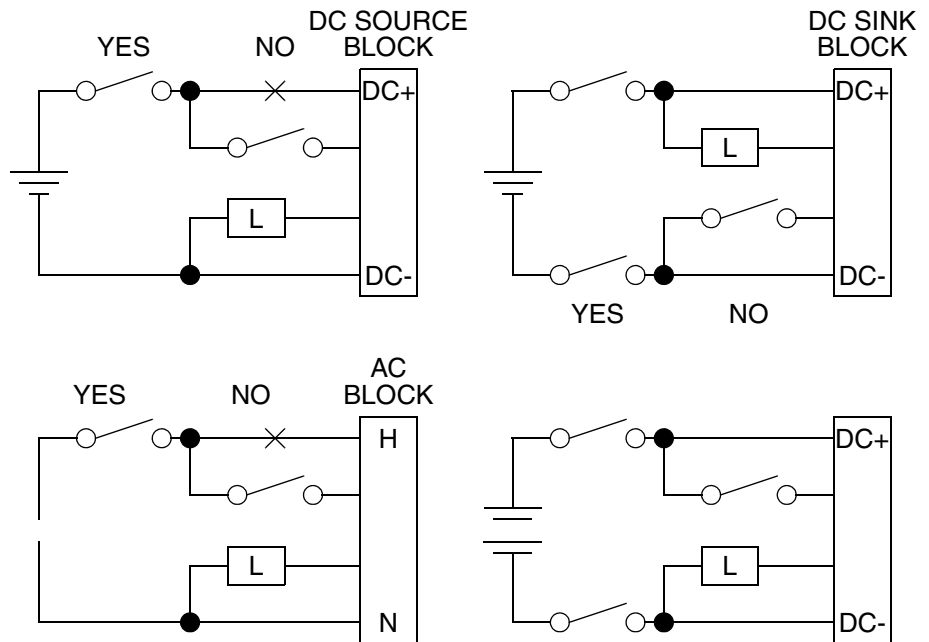 DC SOURCE
BLOCK
YES
NO
DC+
L
DC-
DC SINK
BLOCK
DC+
L
DC-
YES
NO
AC
BLOCK
YES
NO
H
L
N
DC+
L
DC-